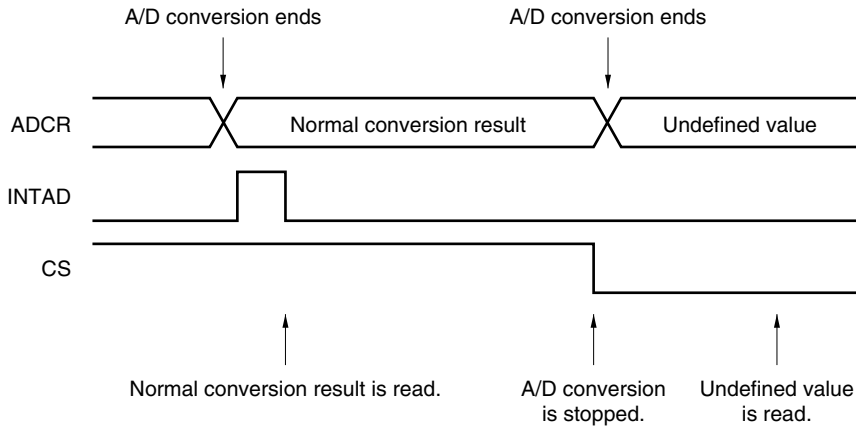 A/D conversion ends
A/D conversion ends
ADCR
Normal conversion result
Undefined value
INTAD
CS
Normal conversion result is read.
A/D conversion
is stopped.
Undefined value
is read.